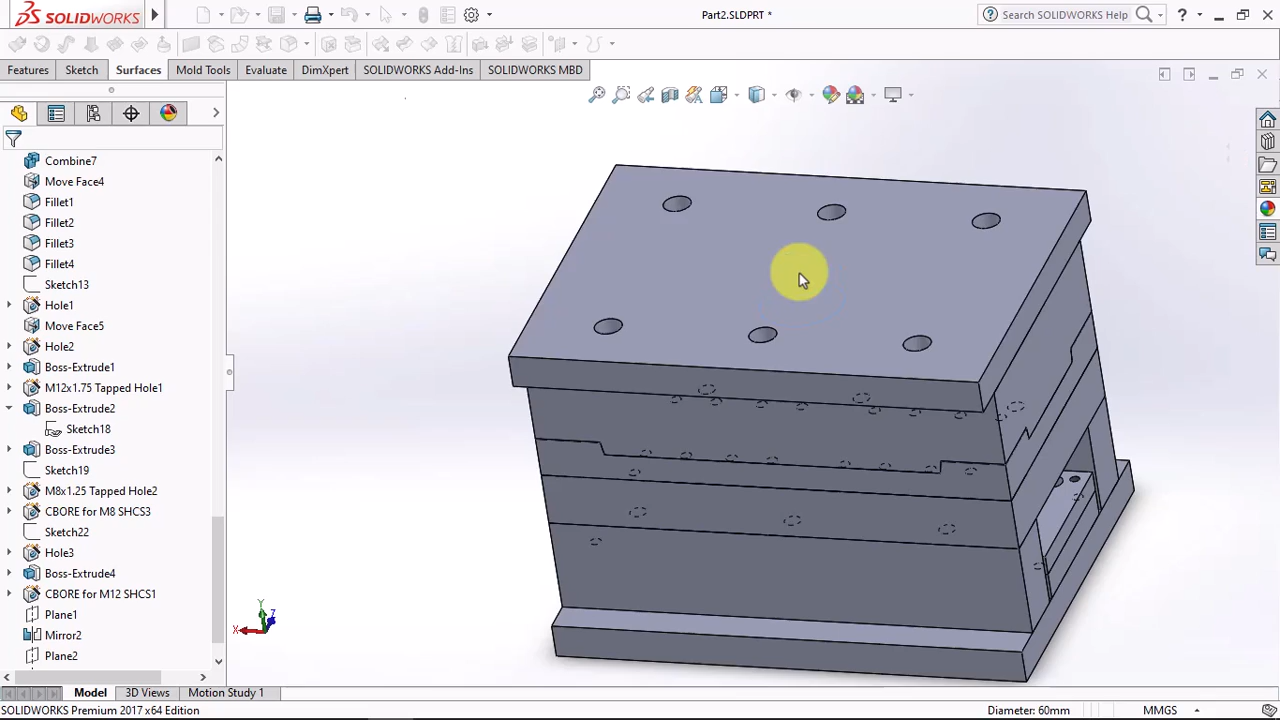 SOLIDWORKS
Part2.SLDPRT *
Search SOLIDWORKS Help
?
Features
Sketch
Surfaces
Mold Tools
Evaluate
DimXpert
SOLIDWORKS Add-Ins
SOLIDWORKS MBD
Combine7
Move Face4
Fillet1
Fillet2
Fillet3
Fillet4
Sketch13
Hole1
Move Face5
Hole2
Boss-Extrude1
M12x1.75 Tapped Hole1
Boss-Extrude2
Sketch18
Boss-Extrude3
Sketch19
M8x1.25 Tapped Hole2
CBORE for M8 SHCS3
Sketch22
Hole3
Boss-Extrude4
CBORE for M12 SHCS1
Plane1
Mirror2
Plane2
Y
Z
X
Model
3D Views
Motion Study 1
SOLIDWORKS Premium 2017 x64 Edition
Diameter: 60mm
MMGS